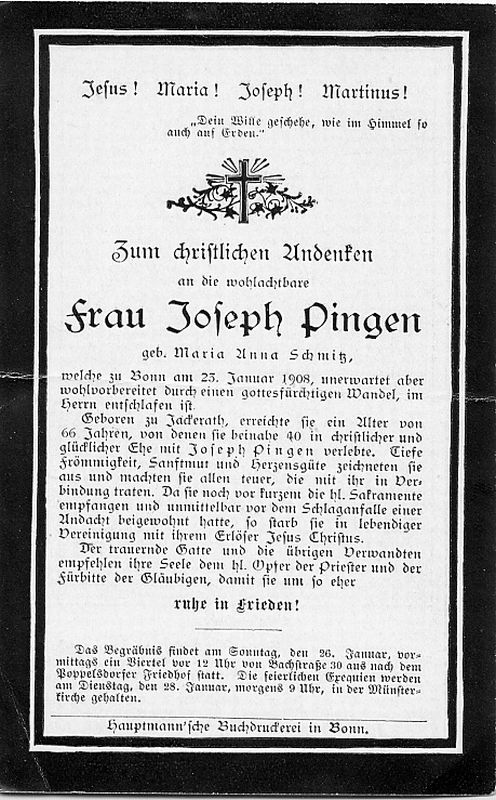 Jesus! Maria! Joseph! Martinus!
„Dein Wille geschehe, wie im Himmel so
auch auf Erden.“
Zum christlichen Andenken
an die wohlachtbare
Frau Joseph Pingen
geb. Maria Anna Schmitz,
welche zu Bonn am 23. Januar 1908, unerwartet aber
wohlvorbereitet durch einen gottesfürchtigen Wandel, im
Herrn entschlafen ist.
Geboren zu Jackerath, erreichte sie ein Alter von
66 Jahren, von denen sie beinahe 40 in christlicher und
glücklicher Ehe mit Joseph Pingen verlebte. Tiefe
Frömmigkeit, Sanftmut und Herzensgüte zeichneten sie
aus und machten sie allen teuer, die mit ihr in Ver-
bindung traten. Da sie noch vor kurzem die hl. Sakramente
empfangen und unmittelbar vor dem Schlaganfalle einer
Andacht beigewohnt hatte, so starb sie in lebendiger
Vereinigung mit ihrem Erlöser Jesus Christus.
Der trauernde Gatte und die übrigen Verwandten
empfehlen ihre Seele dem hl. Opfer der Priester und der
Fürbitte der Gläubigen, damit sie um so eher
ruhe in Frieden!
Das Begräbnis findet am Sonntag, den 26. Januar, vor-
mittags ein Viertel vor 12 Uhr von Bachstraße 30 aus nach dem
Poppelsdorfer Friedhof statt. Die feierlichen Exequien werden
am Dienstag, den 28. Januar, morgens 9 Uhr, in der Münster-
kirche gehalten.
Hauptmann'sche Buchdruckerei in Bonn.